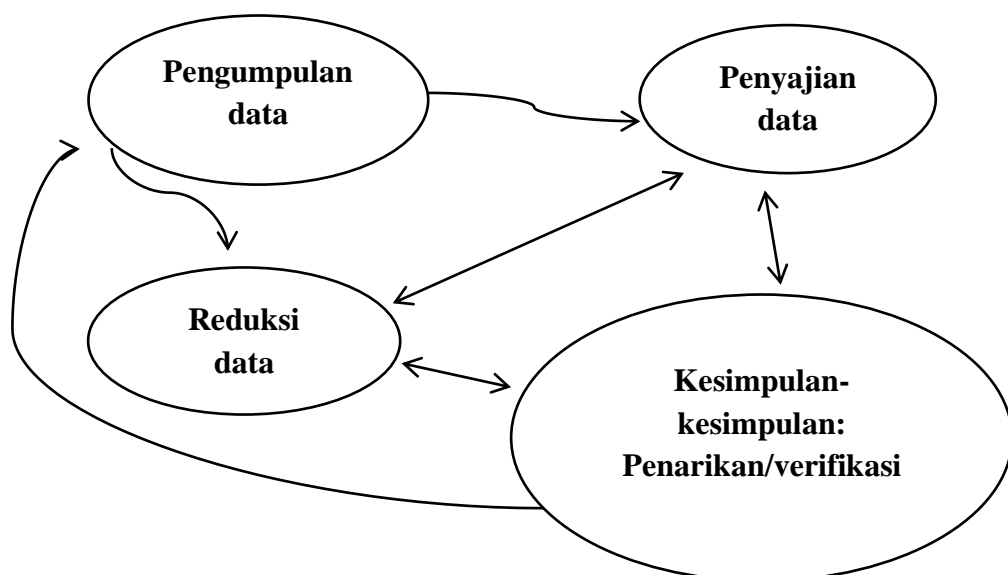 Pengumpulan
data
Penyajian
data
Reduksi
data
Kesimpulan-
kesimpulan:
Penarikan/verifikasi